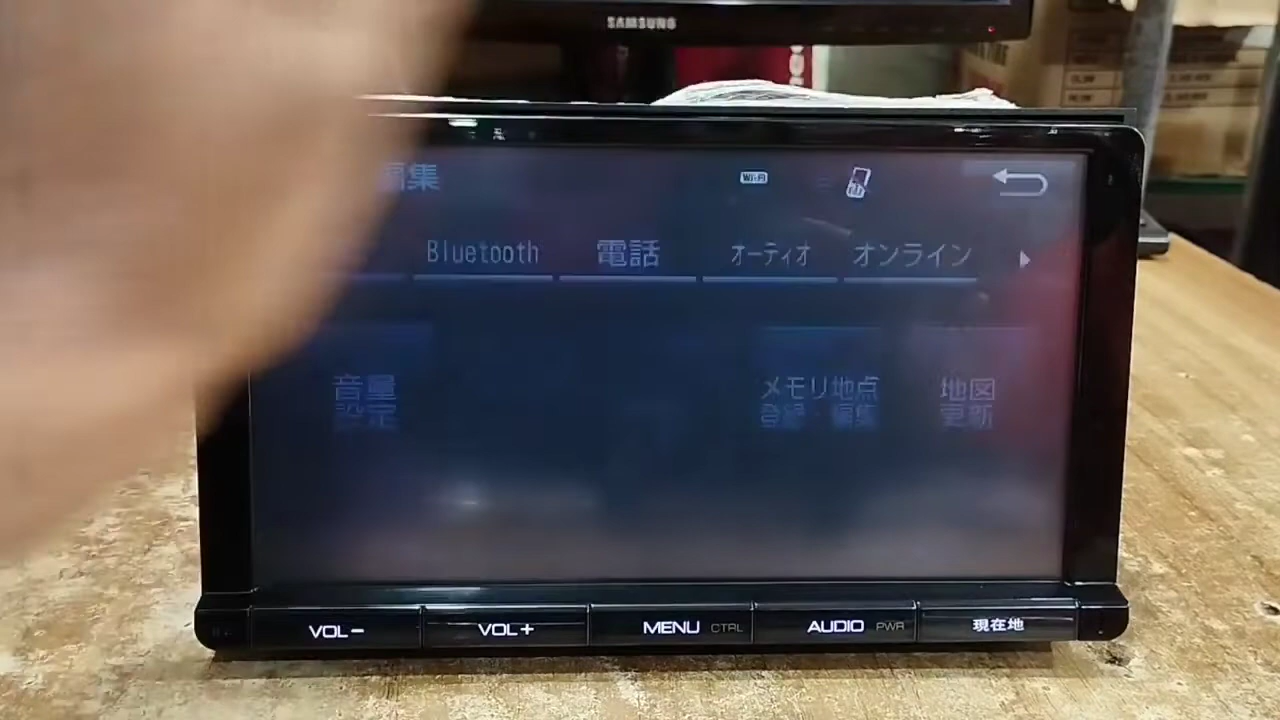 SAMSUNG
編集
Wi-Fi
Bluetooth 電話 オーディオ オンライン
音量
設定
メモリ地点
登録・編集
地図
更新
VOL− VOL+ MENU CTRL AUDIO PWR 現在地